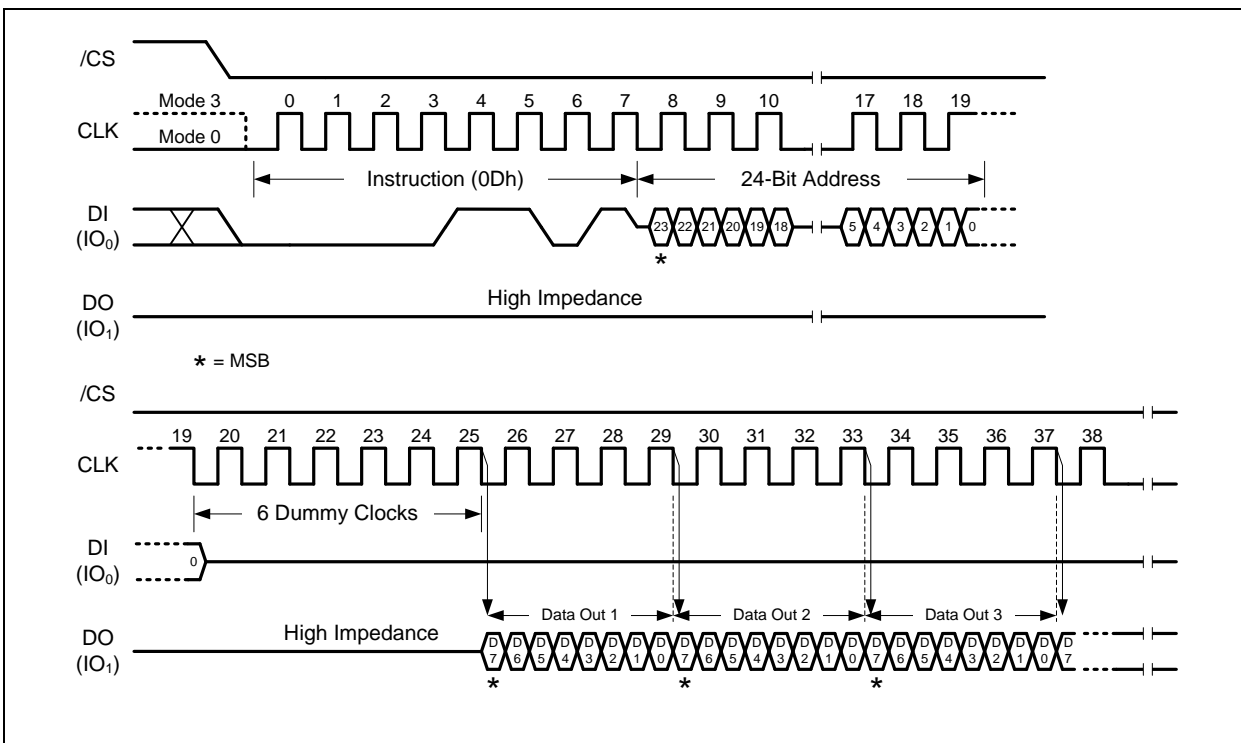 /CS
Mode 3
0 1 2 3 4 5 6 7 8 9 10 17 18 19
CLK
Mode 0
Instruction (0Dh) 24-Bit Address
DI
(IO0)
23 22 21 20 19 18 5 4 3 2 1 0
*
DO
(IO1)
High Impedance
* = MSB
/CS
19 20 21 22 23 24 25 26 27 28 29 30 31 32 33 34 35 36 37 38
CLK
6 Dummy Clocks
DI
(IO0)
0
Data Out 1 Data Out 2 Data Out 3
DO
(IO1)
High Impedance
D7 D6 D5 D4 D3 D2 D1 D0 D7 D6 D5 D4 D3 D2 D1 D0 D7 D6 D5 D4 D3 D2 D1 D0 D7
* * *